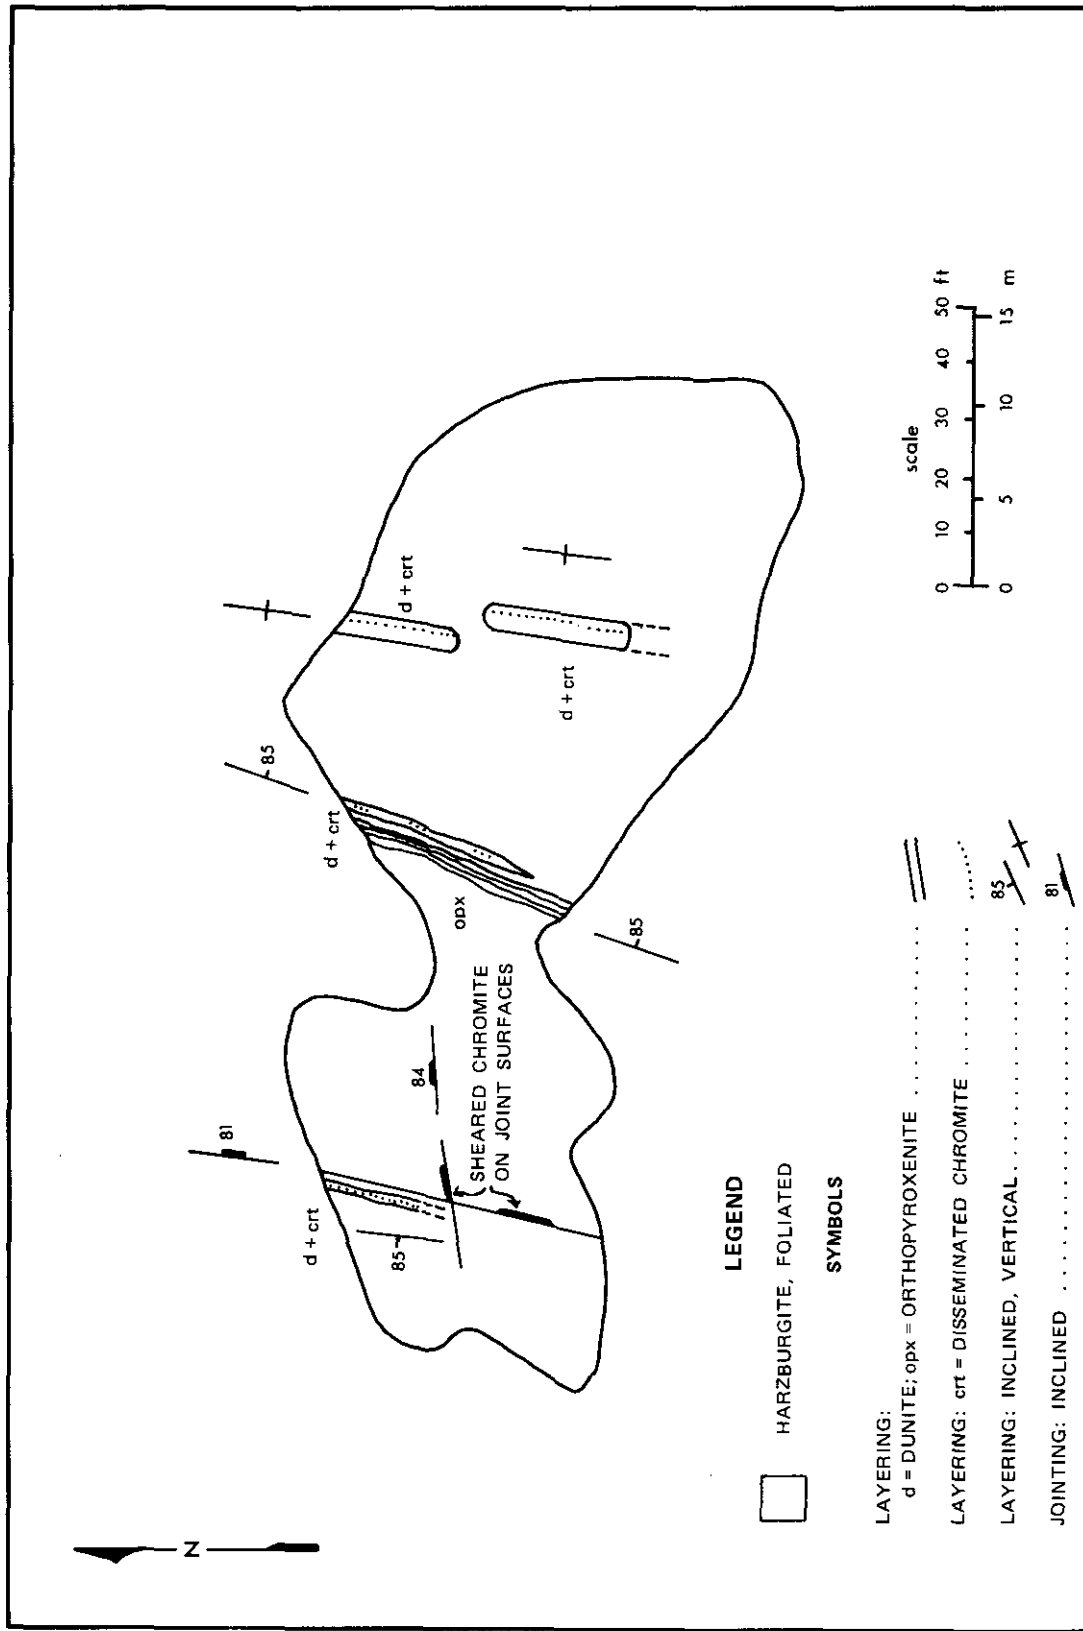 N
81
d + crt
85
84
SHEARED CHROMITE
ON JOINT SURFACES
opx
85
d + crt
85
d + crt
d + crt
LEGEND
HARZBURGITE, FOLIATED
SYMBOLS
LAYERING:
d = DUNITE; opx = ORTHOPYROXENITE . . . . . . . . . . . .
LAYERING: crt = DISSEMINATED CHROMITE . . . . . . . . . . .
LAYERING: INCLINED, VERTICAL . . . . . . . . . . . . . . . . . 85
JOINTING: INCLINED . . . . . . . . . . . . . . . . . . . . . . . . 81
scale
0 10 20 30 40 50 ft
0 5 10 15 m